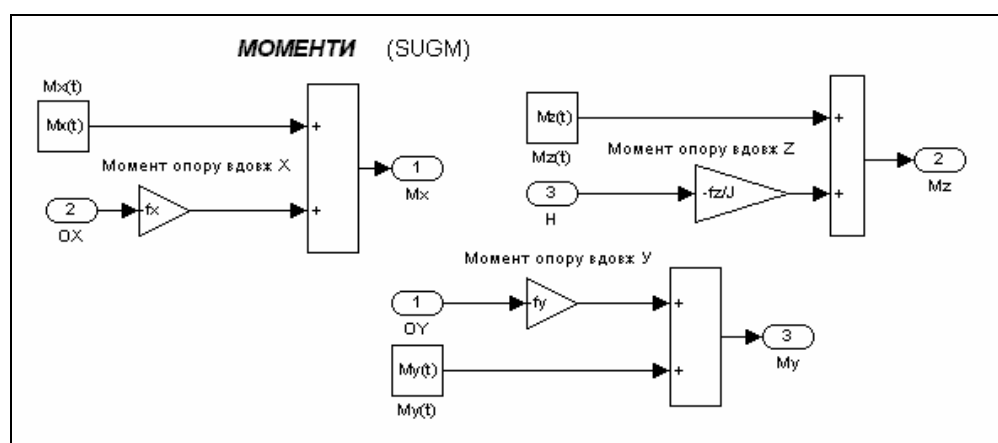 МОМЕНТИ (SUGM)
Mx(t)
Mx(t)
+
Момент опору вдовж X
1
Mx
2
OX
-fx
+
Mz(t)
Mz(t)
+
Момент опору вдовж Z
3
H
-fz/J
+
2
Mz
Момент опору вдовж У
1
OY
-fy
+
3
My
My(t)
My(t)
+